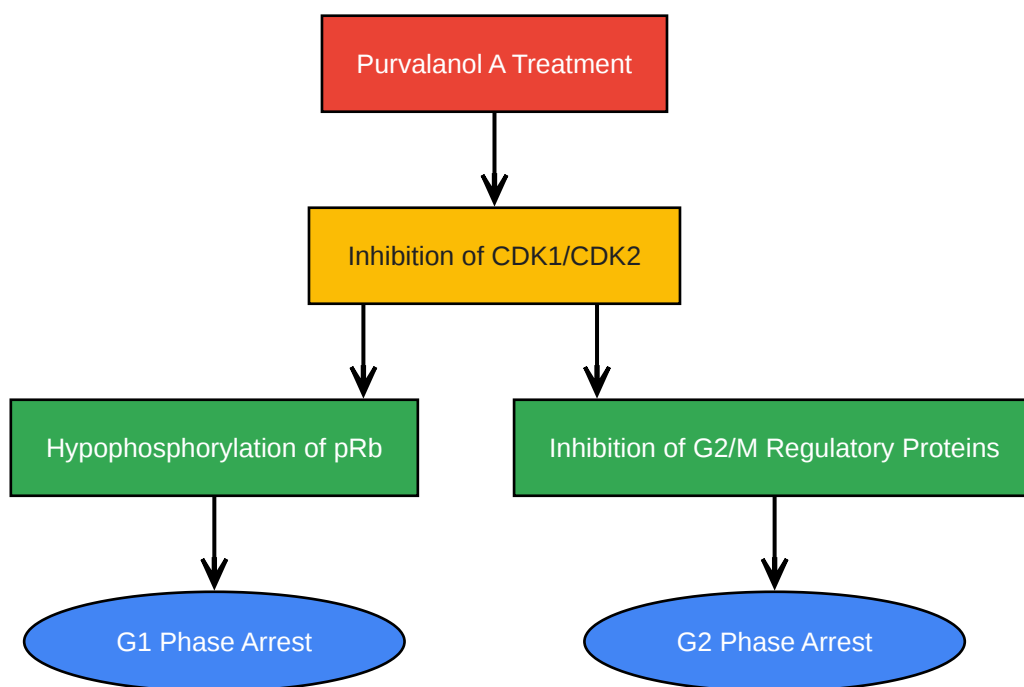 Purvalanol A Treatment
Inhibition of CDK1/CDK2
Hypophosphorylation of pRb
Inhibition of G2/M Regulatory Proteins
G1 Phase Arrest
G2 Phase Arrest